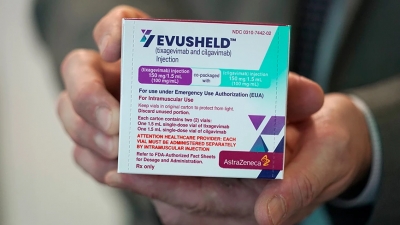 NDC 0310-7442-02
EVUSHELD™
(tixagevimab and cilgavimab)
Injection
(tixagevimab) injection
150 mg/1.5 mL
(100 mg/mL)
co-packaged with
(cilgavimab) injection
150 mg/1.5 mL
(100 mg/mL)
For use under Emergency Use Authorization (EUA)
For Intramuscular Use
Keep vials in original carton to protect from light.
Discard unused portion.
Each carton contains two (2) vials:
One 1.5 mL single-dose vial of tixagevimab
One 1.5 mL single-dose vial of cilgavimab
ATTENTION HEALTHCARE PROVIDER: EACH
VIAL MUST BE ADMINISTERED SEPARATELY
BY INTRAMUSCULAR INJECTION.
Refer to FDA-Authorized Fact Sheets
for Dosage and Administration.
Rx only
AstraZeneca